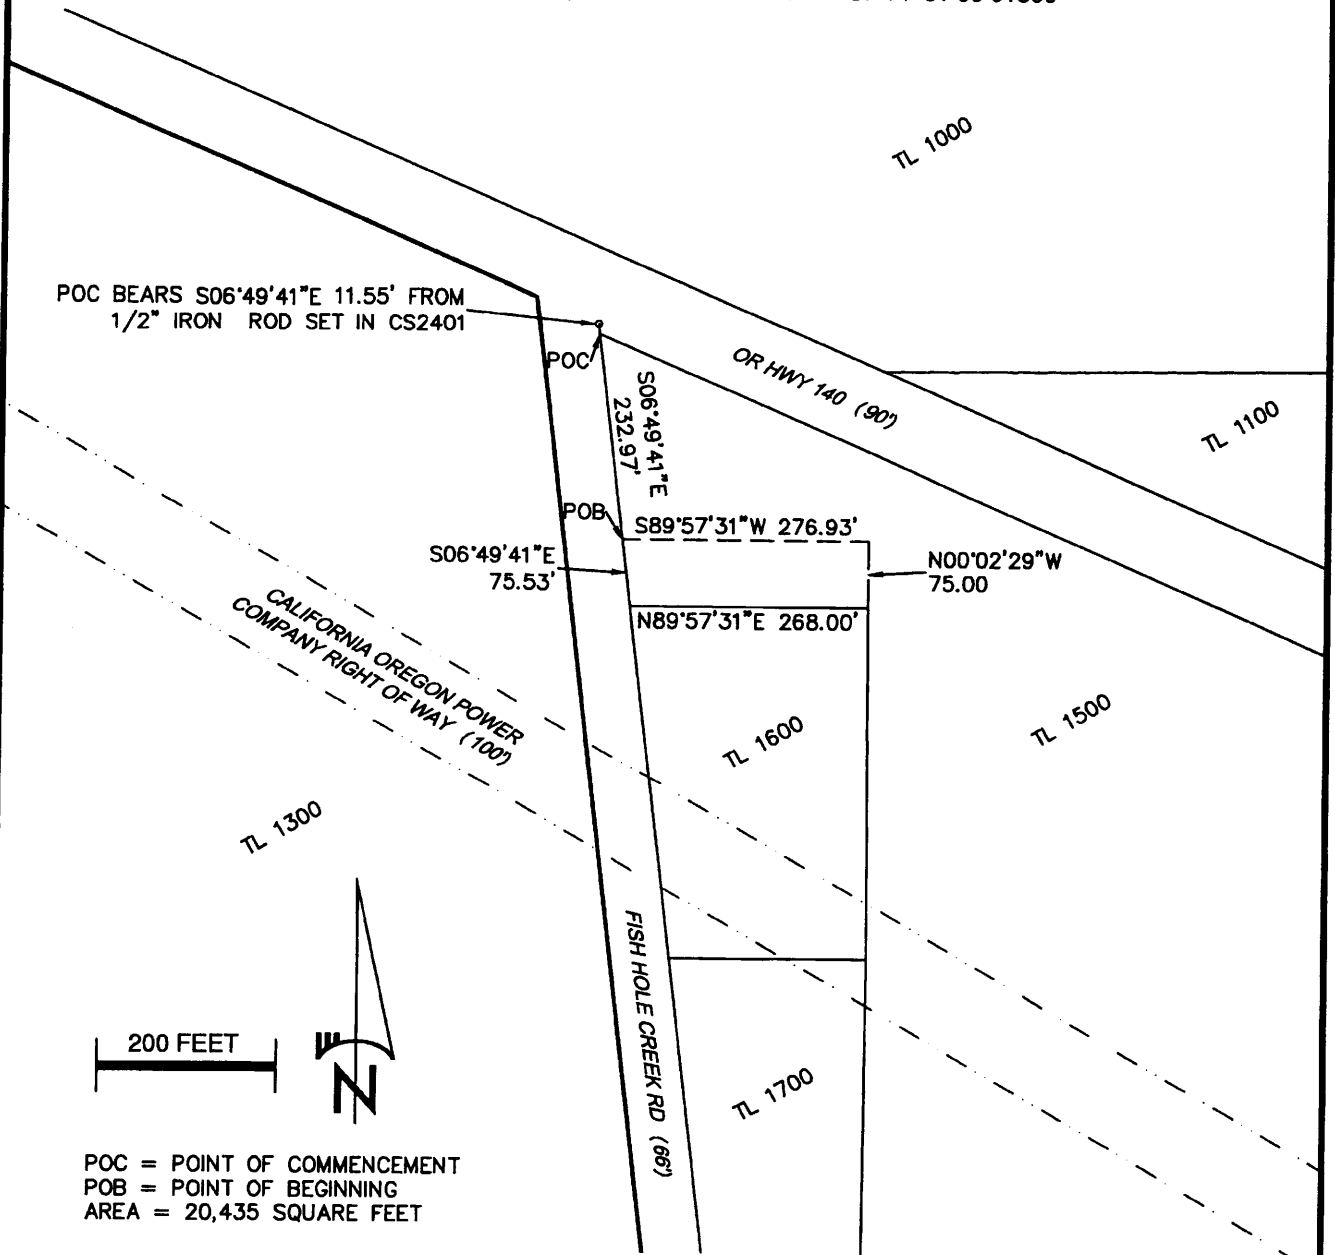 TL 1000
POC BEARS S06°49'41"E 11.55' FROM
1/2" IRON ROD SET IN CS2401
POC
OR HWY 140 (90')
S06°49'41"E
232.97'
TL 1100
POB
S89°57'31"W 276.93'
S06°49'41"E
75.53'
N00°02'29"W
75.00
N89°57'31"E 268.00'
CALIFORNIA OREGON POWER
COMPANY RIGHT OF WAY (100')
TL 1600
TL 1500
TL 1300
FISH HOLE CREEK RD (66')
200 FEET
N
TL 1700
POC = POINT OF COMMENCEMENT
POB = POINT OF BEGINNING
AREA = 20,435 SQUARE FEET